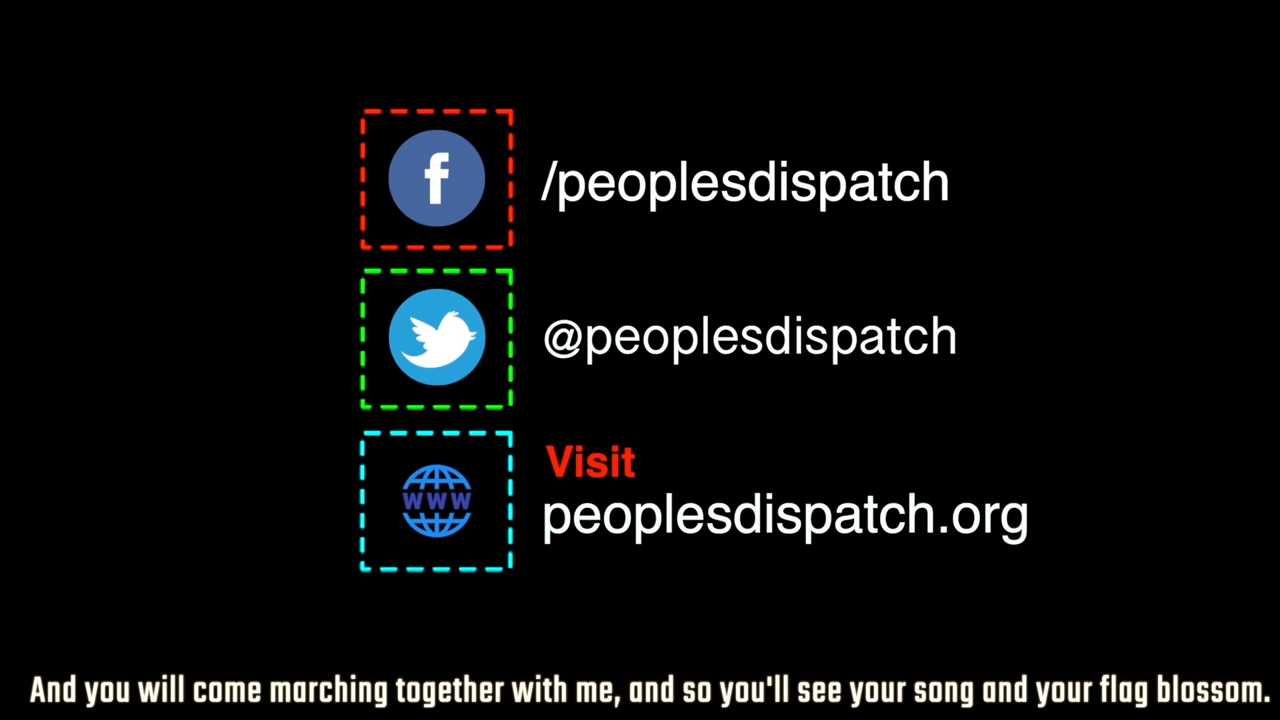 f
/peoplesdispatch
@peoplesdispatch
Visit
WWW
peoplesdispatch.org
And you will come marching together with me, and so you'll see your song and your flag blossom.